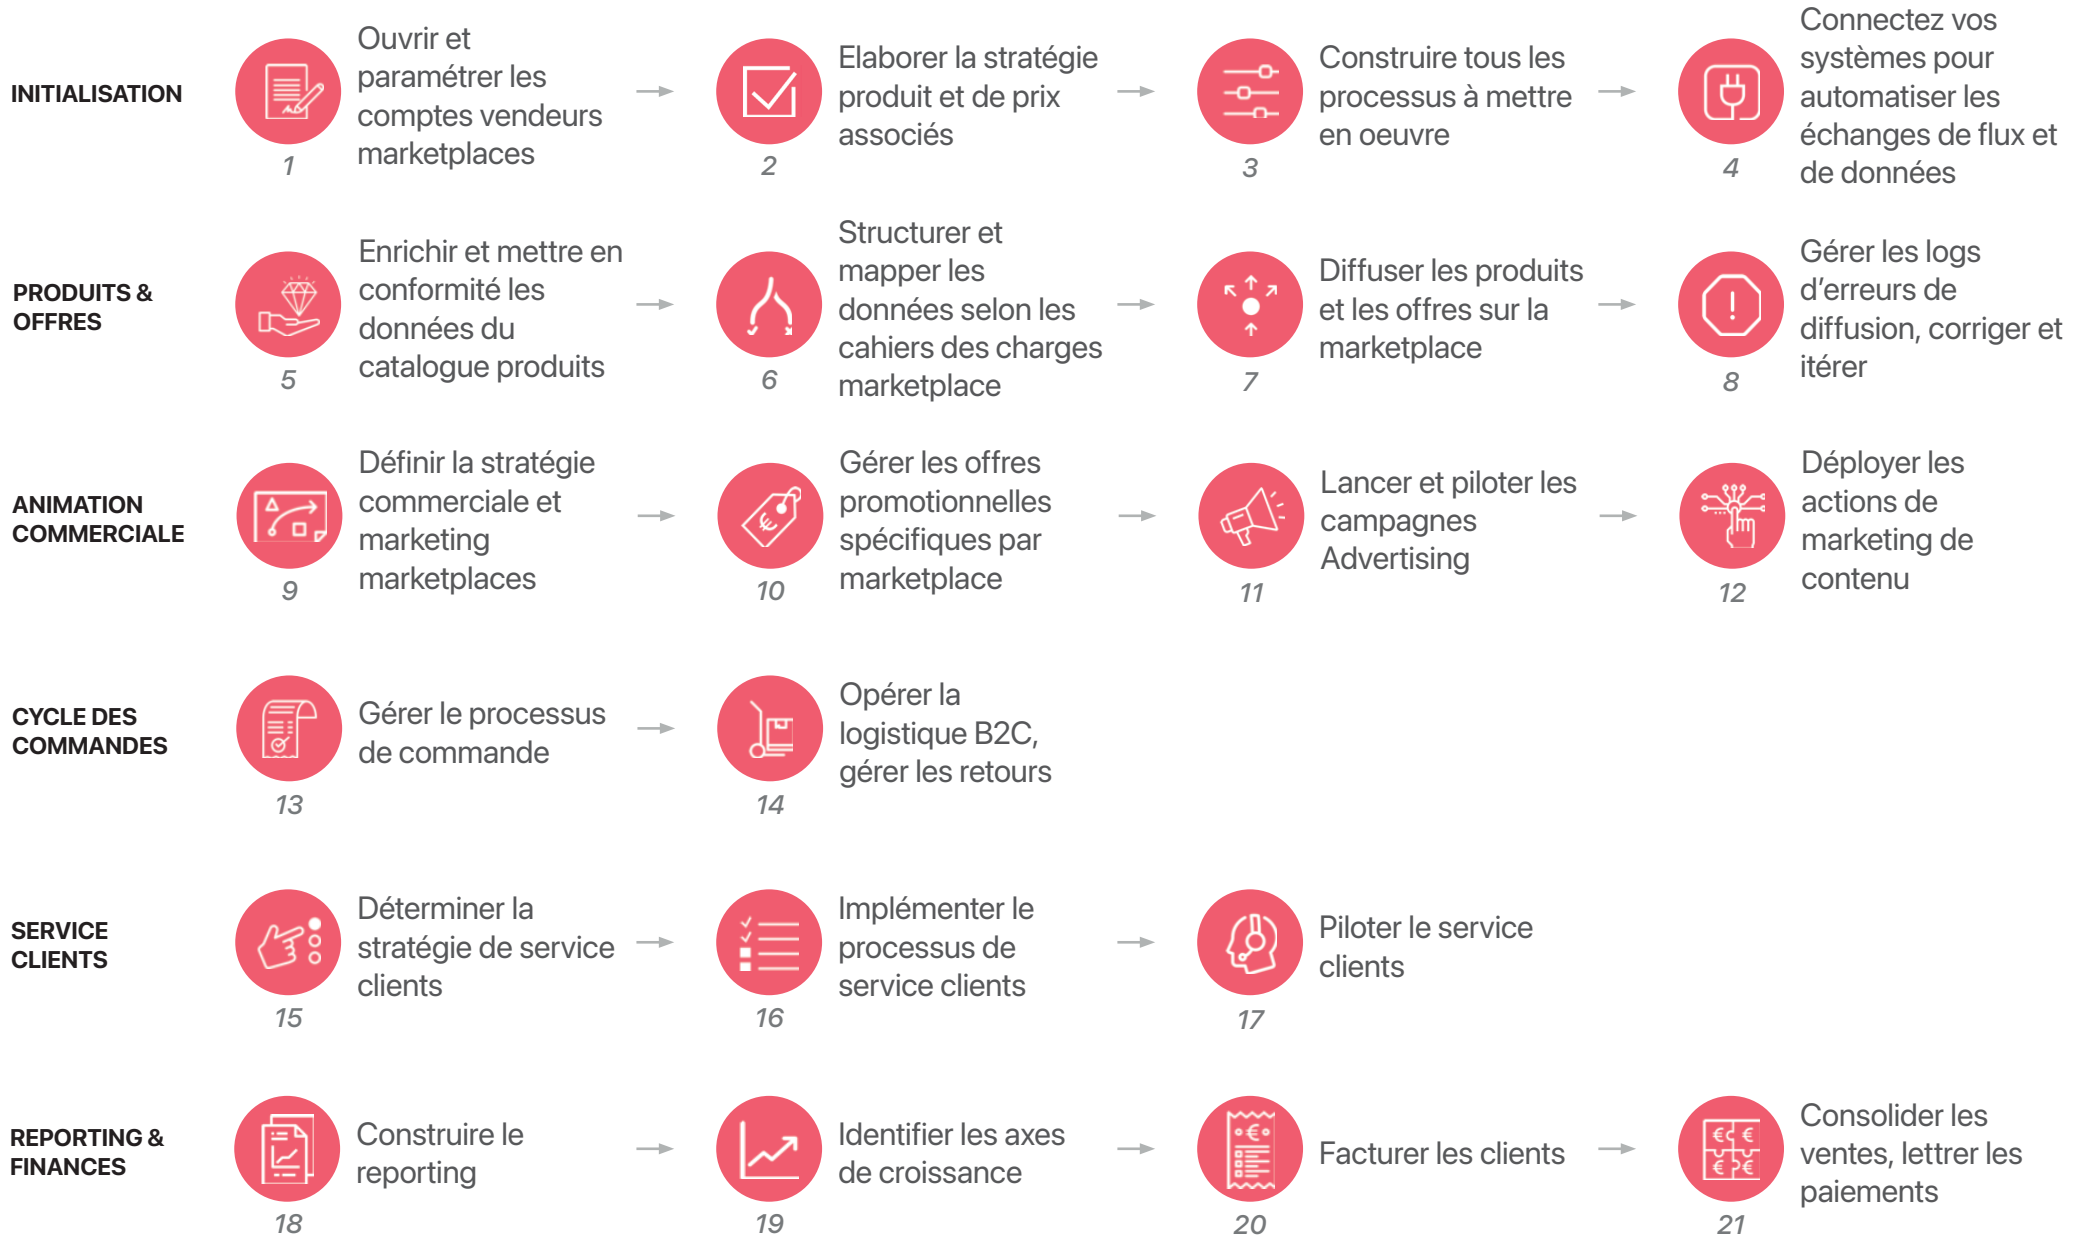 INITIALISATION
Ouvrir et
paramétrer les
comptes vendeurs
marketplaces
1
Elaborer la stratégie
produit et de prix
associés
2
Construire tous les
processus à mettre
en oeuvre
3
Connectez vos
systèmes pour
automatiser les
échanges de flux et
de données
4
PRODUITS &
OFFRES
Enrichir et mettre en
conformité les
données du
catalogue produits
5
Structurer et
mapper les
données selon les
cahiers des charges
marketplace
6
Diffuser les produits
et les offres sur la
marketplace
7
Gérer les logs
d'erreurs de
diffusion, corriger et
itérer
8
ANIMATION
COMMERCIALE
Définir la stratégie
commerciale et
marketing
marketplaces
9
Gérer les offres
promotionnelles
spécifiques par
marketplace
10
Lancer et piloter les
campagnes
Advertising
11
Déployer les
actions de
marketing de
contenu
12
CYCLE DES
COMMANDES
Gérer le processus
de commande
13
Opérer la
logistique B2C,
gérer les retours
14
SERVICE
CLIENTS
Déterminer la
stratégie de service
clients
15
Implémenter le
processus de
service clients
16
Piloter le service
clients
17
REPORTING &
FINANCES
Construire le
reporting
18
Identifier les axes
de croissance
19
Facturer les clients
20
Consolider les
ventes, lettrer les
paiements
21